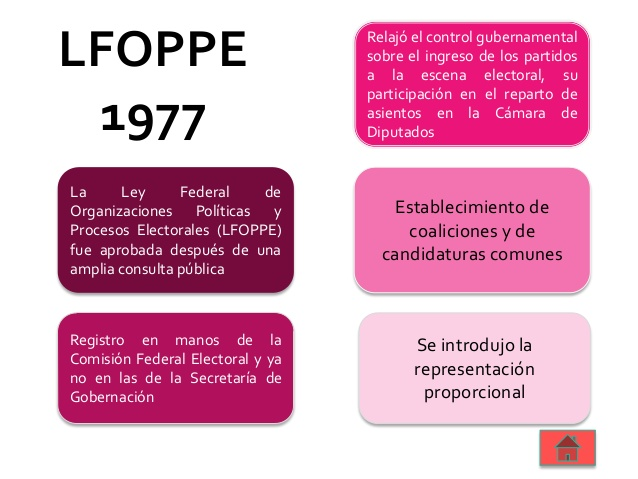 LFOPPE
1977
La Ley Federal de
Organizaciones Políticas y
Procesos Electorales (LFOPPE)
fue aprobada después de una
amplia consulta pública
Registro en manos de la
Comisión Federal Electoral y ya
no en las de la Secretaría de
Gobernación
Relajó el control gubernamental
sobre el ingreso de los partidos
a la escena electoral, su
participación en el reparto de
asientos en la Cámara de
Diputados
Establecimiento de
coaliciones y de
candidaturas comunes
Se introdujo la
representación
proporcional